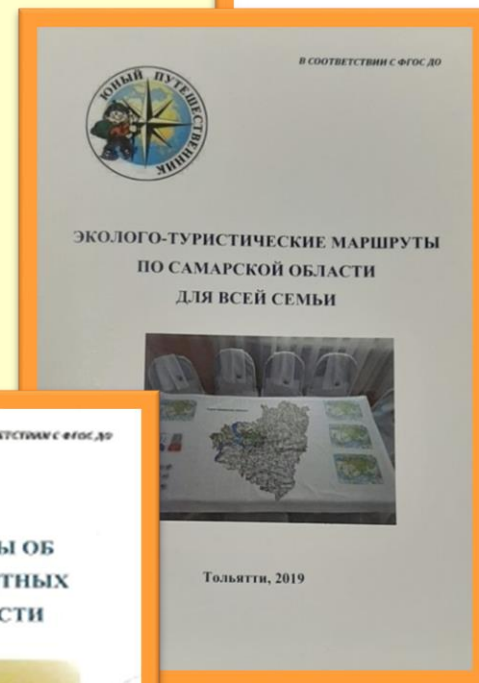 В СООТВЕТСТВИИ С ФГОС ДО
ЮНЫЙ ПУТЕШЕСТВЕННИК
ЭКОЛОГО-ТУРИСТИЧЕСКИЕ МАРШРУТЫ
ПО САМАРСКОЙ ОБЛАСТИ
ДЛЯ ВСЕЙ СЕМЬИ
Тольятти, 2019
С ФГОС ДО
Ы ОБ
ТНЫХ
СТИ